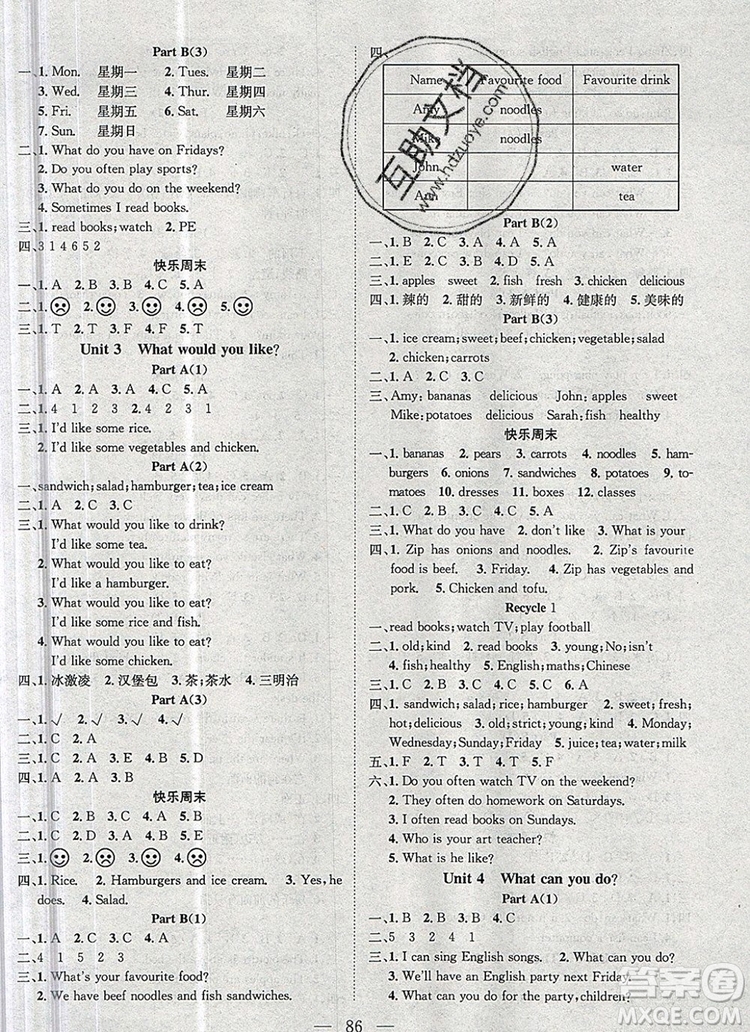 Part B(3)
一、1. Mon. 星期一 2. Tues. 星期二
3. Wed. 星期三 4. Thur. 星期四
5. Fri. 星期五 6. Sat. 星期六
7. Sun. 星期日
二、1. What do you have on Fridays?
2. Do you often play sports?
3. What do you do on the weekend?
4. Sometimes I read books.
三、1. read books; watch 2. PE
四、3 1 4 6 5 2
快乐周末
一、1. A 2. B 3. C 4. C 5. A
二、1. 2. 3. 4. 5.
三、1. T 2. F 3. T 4. T 5. T
Unit 3 What would you like?
Part A(1)
一、1. A 2. A 3. C 4. A 5. A
二、1. 4 1 2 3 2. 4 2 3 1
三、1. I'd like some rice.
2. I'd like some vegetables and chicken.
Part A(2)
一、sandwich; salad; hamburger; tea; ice cream
二、1. A 2. C 3. C
三、1. What would you like to drink?
I'd like some tea.
2. What would you like to eat?
I'd like a hamburger.
3. What would you like to eat?
I'd like some rice and fish.
4. What would you like to eat?
I'd like some chicken.
四、1. 冰激凌 2. 汉堡包 3. 茶;茶水 4. 三明治
Part A(3)
一、1. √ 2. √ 3. √ 4. √
二、1. C 2. A
三、1. B 2. A 3. C 4. E 5. D
四、1. A 2. A 3. B
快乐周末
一、1. B 2. C 3. B 4. A 5. C
二、1. C 2. D 3. A 4. B 5. E
三、1. 2. 3. 4.
四、1. Rice. 2. Hamburgers and ice cream. 3. Yes, he
does. 4. Salad.
Part B(1)
一、1. A 2. C 3. C 4. A 5. A
二、4 1 5 2 3
三、1. What's your favourite food?
2. We have beef noodles and fish sandwiches.
四、
Name Favourite food Favourite drink
Amy noodles
Mike noodles
John water
Amy tea
Part B(2)
一、1. B 2. C 3. A 4. A 5. A
二、1. C 2. A 3. A 4. B 5. E
三、1. apples sweet 2. fish fresh 3. chicken delicious
四、1. 辣的 2. 甜的 3. 新鲜的 4. 健康的 5. 美味的
Part B(3)
一、1. ice cream; sweet; beef; chicken; vegetable; salad
2. chicken; carrots
二、1. A 2. C 3. A 4. B 5. A
三、Amy: bananas delicious John: apples sweet
Mike: potatoes delicious Sarah: fish healthy
快乐周末
一、1. bananas 2. pears 3. carrots 4. noodles 5. ham-
burgers 6. onions 7. sandwiches 8. potatoes 9. to-
matoes 10. dresses 11. boxes 12. classes
二、1. C 2. B 3. C 4. A 5. A
三、1. What do you have 2. don't like 3. What is your
四、1. Zip has onions and noodles. 2. Zip's favourite
food is beef. 3. Friday. 4. Zip has vegetables and
pork. 5. Chicken and tofu.
Recycle 1
一、read books; watch TV; play football
二、1. old; kind 2. read books 3. young; No; isn't
4. fish; healthy 5. English; maths; Chinese
三、1. D 2. E 3. A 4. C 5. B
四、1. sandwich; salad; rice; hamburger 2. sweet; fresh;
hot; delicious 3. old; strict; young; kind 4. Monday;
Wednesday; Sunday; Friday 5. juice; tea; water; milk
五、1. F 2. T 3. F 4. T 5. F
六、1. Do you often watch TV on the weekend?
2. They often do homework on Saturdays.
3. I often read books on Sundays.
4. Who is your art teacher?
5. What is he like?
Unit 4 What can you do?
Part A(1)
一、1. A 2. B 3. B 4. C 5. C
二、5 3 2 4 1
三、1. I can sing English songs.
2. We'll have an English party next Friday.
3. What can you do for the party, children?
86
互助文档
www.hdzuoye.com
答案圈
MXQE.COM